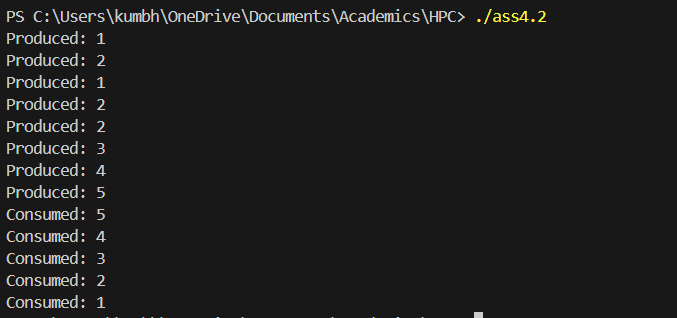 PS C:\Users\kumbh\OneDrive\Documents\Academics\HPC> ./ass4.2
Produced: 1
Produced: 2
Produced: 1
Produced: 2
Produced: 2
Produced: 3
Produced: 4
Produced: 5
Consumed: 5
Consumed: 4
Consumed: 3
Consumed: 2
Consumed: 1